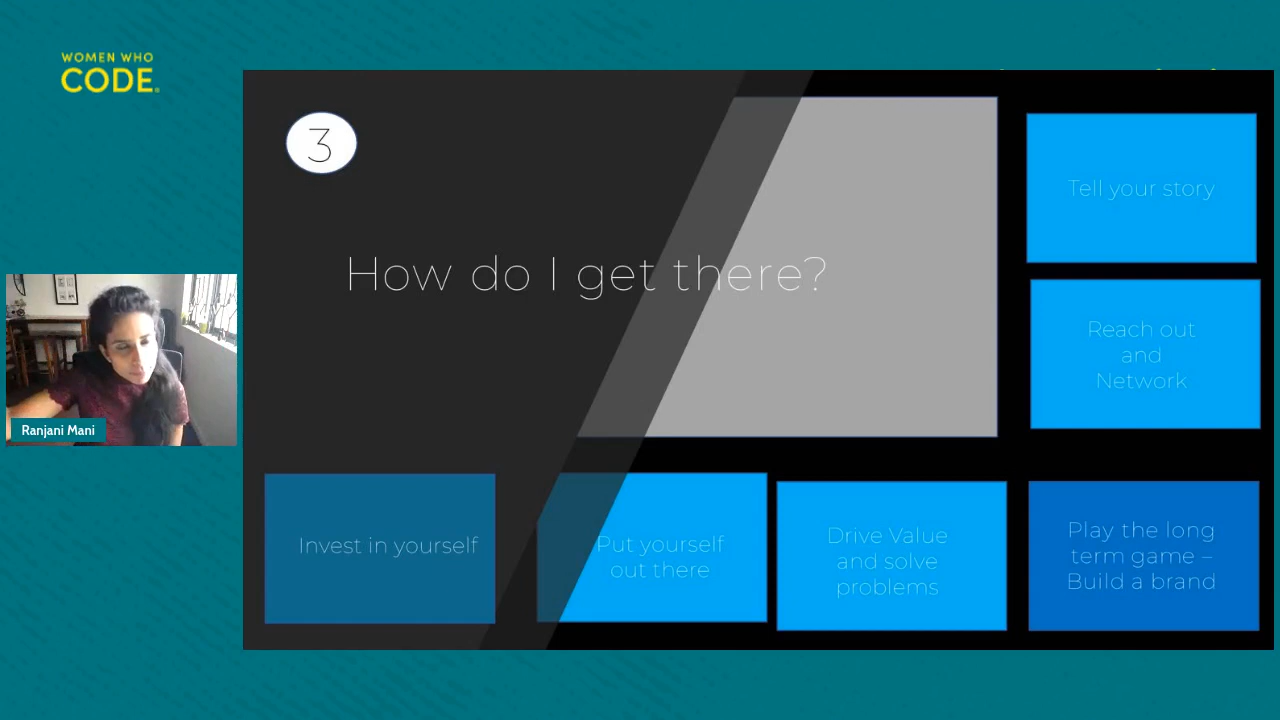 WOMEN WHO
CODE
3
How do I get there?
Tell your story
Reach out
and
Network
Invest in yourself
Put yourself
out there
Drive Value
and solve
problems
Play the long
term game –
Build a brand
Ranjani Mani